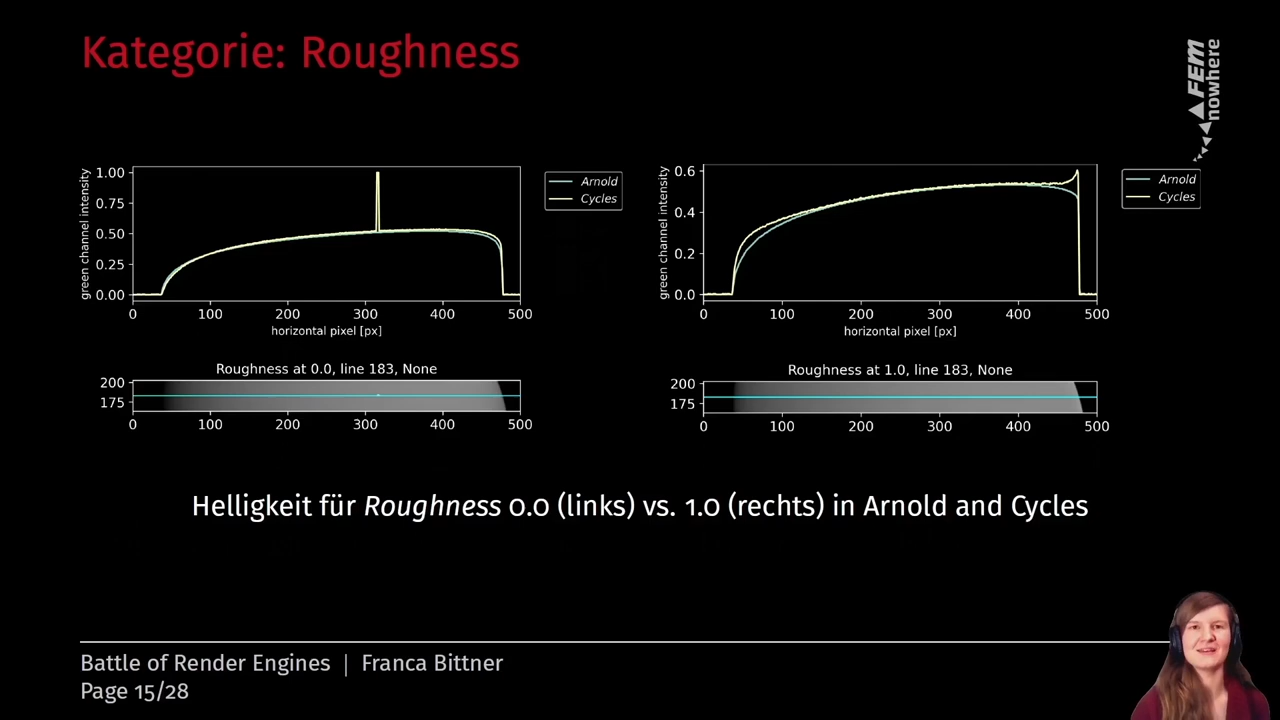 Kategorie: Roughness
FEM
nowhere
green channel intensity
1.00
0.75
0.50
0.25
0.00
0 100 200 300 400 500
horizontal pixel [px]
Arnold
Cycles
Roughness at 0.0, line 183, None
200
175
0 100 200 300 400 500
green channel intensity
0.6
0.4
0.2
0.0
0 100 200 300 400 500
horizontal pixel [px]
Arnold
Cycles
Roughness at 1.0, line 183, None
200
175
0 100 200 300 400 500
Helligkeit für Roughness 0.0 (links) vs. 1.0 (rechts) in Arnold and Cycles
Battle of Render Engines | Franca Bittner
Page 15/28